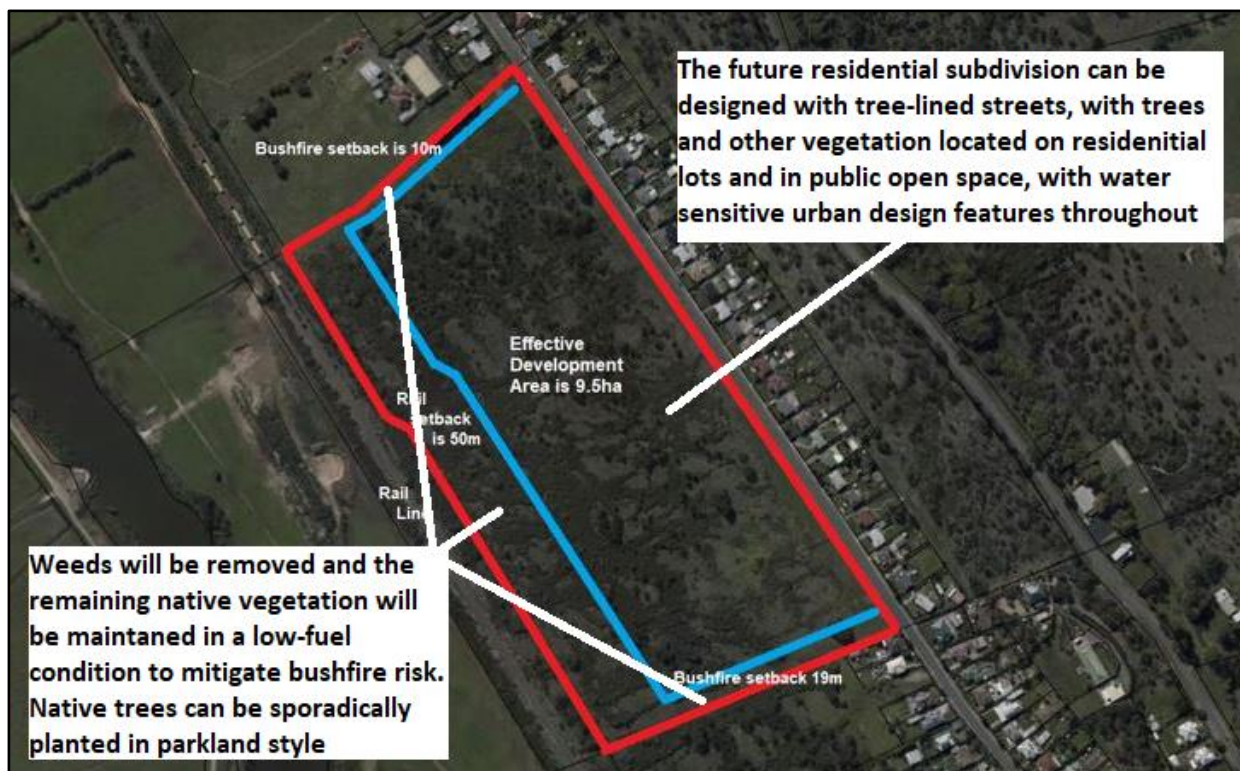 The future residential subdivision can be
designed with tree-lined streets, with trees
and other vegetation located on residenitial
lots and in public open space, with water
sensitive urban design features throughout
Bushfire setback is 10m
Effective
Development
Area is 9.5ha
Rail
setback
is 50m
Rail
Line
Weeds will be removed and the
remaining native vegetation will
be maintaned in a low-fuel
condition to mitigate bushfire risk.
Native trees can be sporadically
planted in parkland style
Bushfire setback 19m